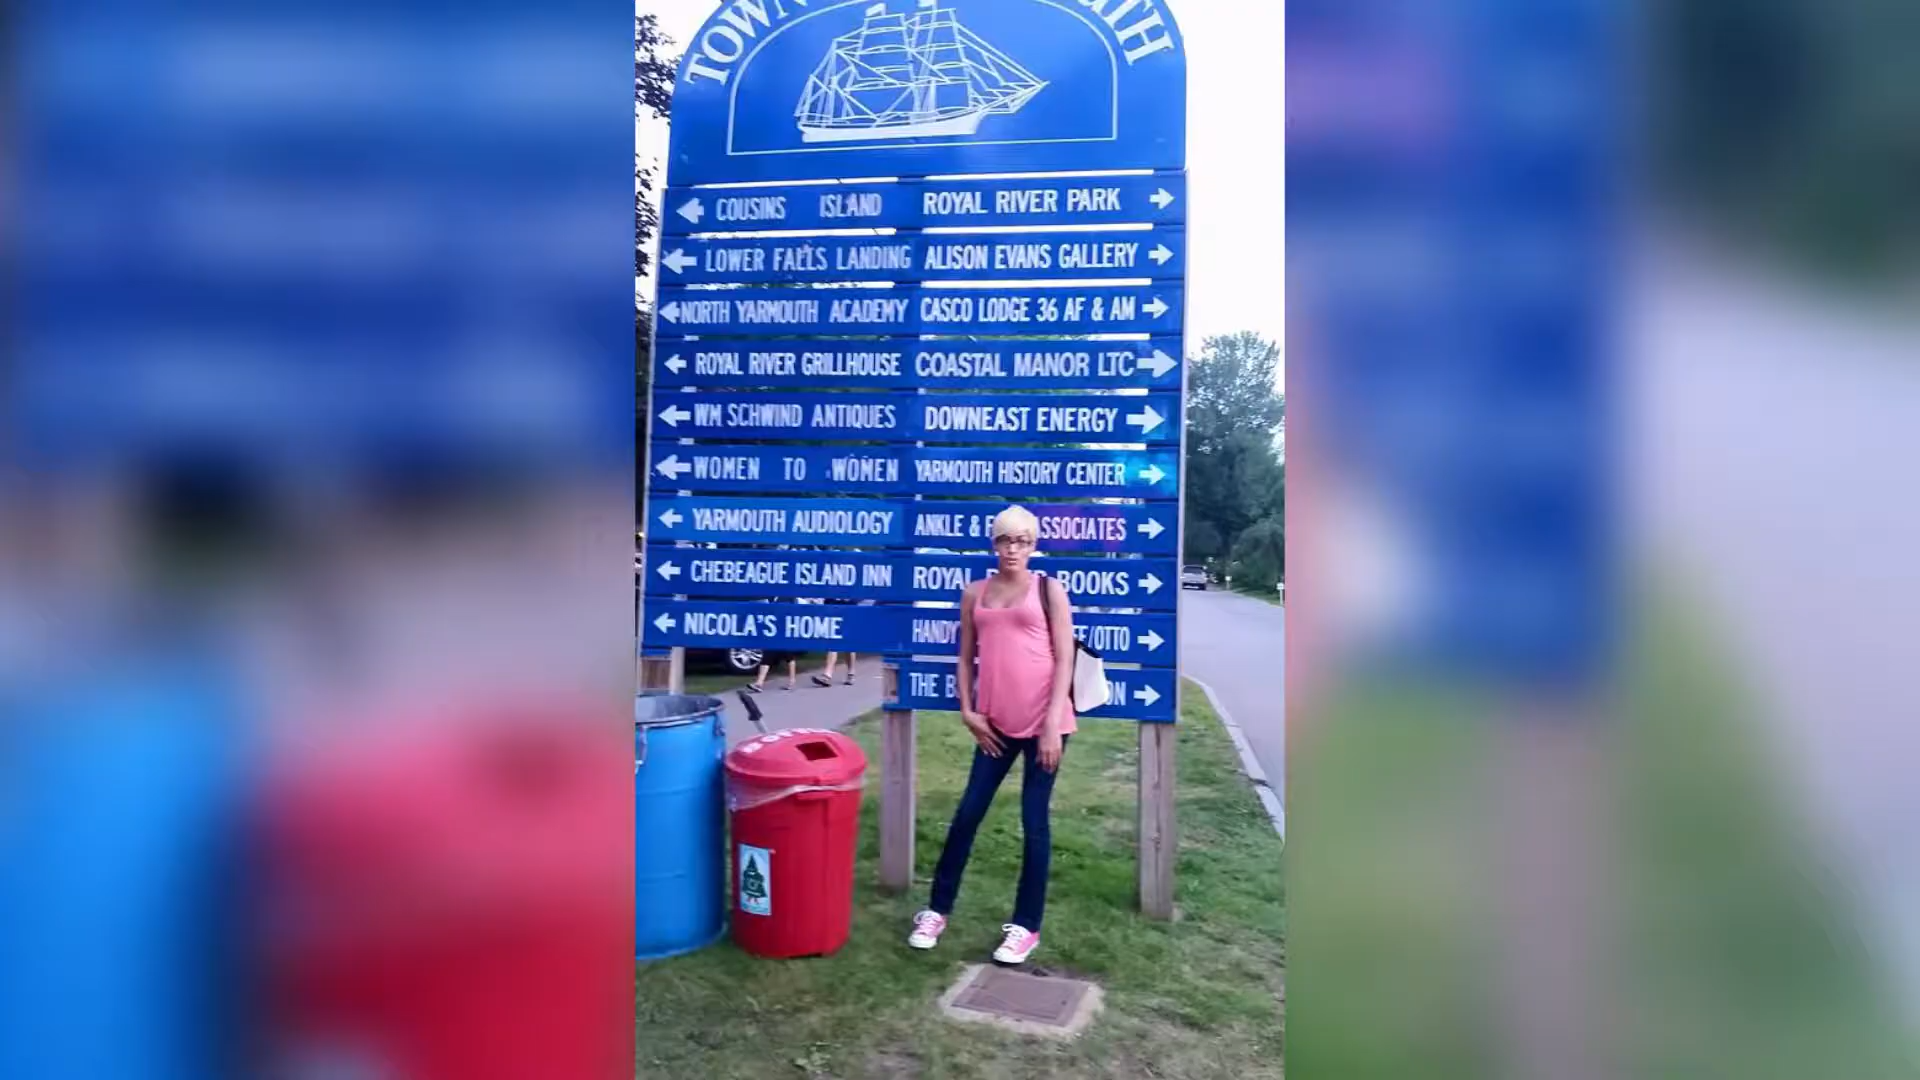 TOWN
COUSINS ISLAND ROYAL RIVER PARK
LOWER FALLS LANDING ALISON EVANS GALLERY
NORTH YARMOUTH ACADEMY CASCO LODGE 36 AF & AM
ROYAL RIVER GRILLHOUSE COASTAL MANOR LTC
WM SCHWIND ANTIQUES DOWNEAST ENERGY
WOMEN TO WOMEN YARMOUTH HISTORY CENTER
YARMOUTH AUDIOLOGY ANKLE & ASSOCIATES
CHEBEAGUE ISLAND INN ROYAL BOOKS
NICOLA'S HOME /OTTO
THE